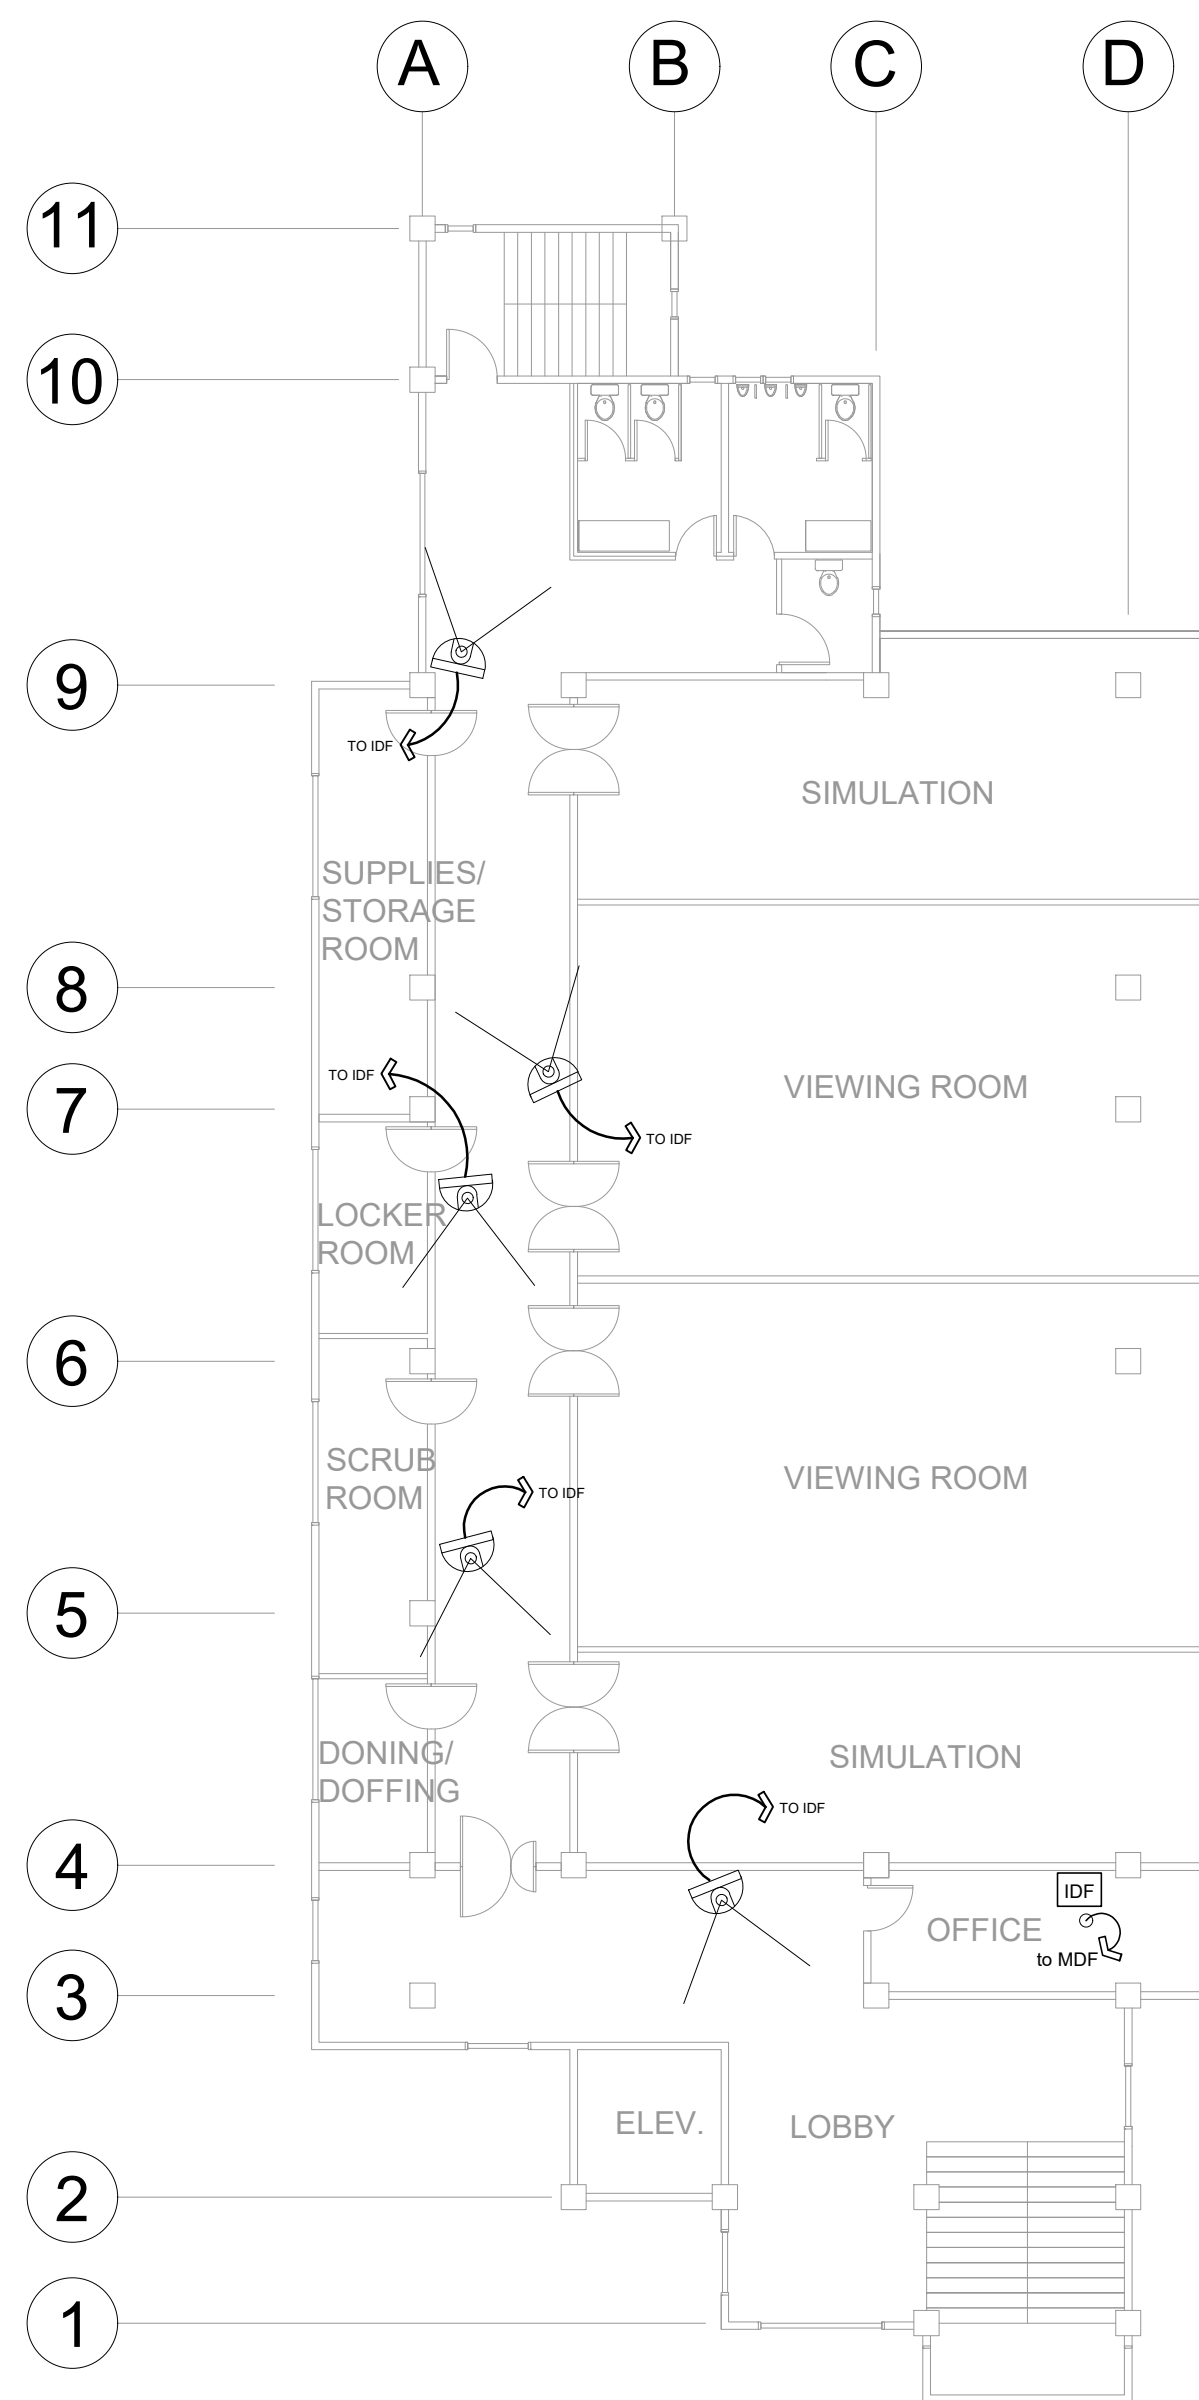 A
B
C
D
11
10
9
TO IDF
SIMULATION
SUPPLIES/
STORAGE
ROOM
8
TO IDF
7
VIEWING ROOM
TO IDF
LOCKER
ROOM
6
SCRUB
ROOM
VIEWING ROOM
TO IDF
5
DONING/
DOFFING
SIMULATION
TO IDF
4
IDF
OFFICE
to MDF
3
ELEV.
LOBBY
2
1